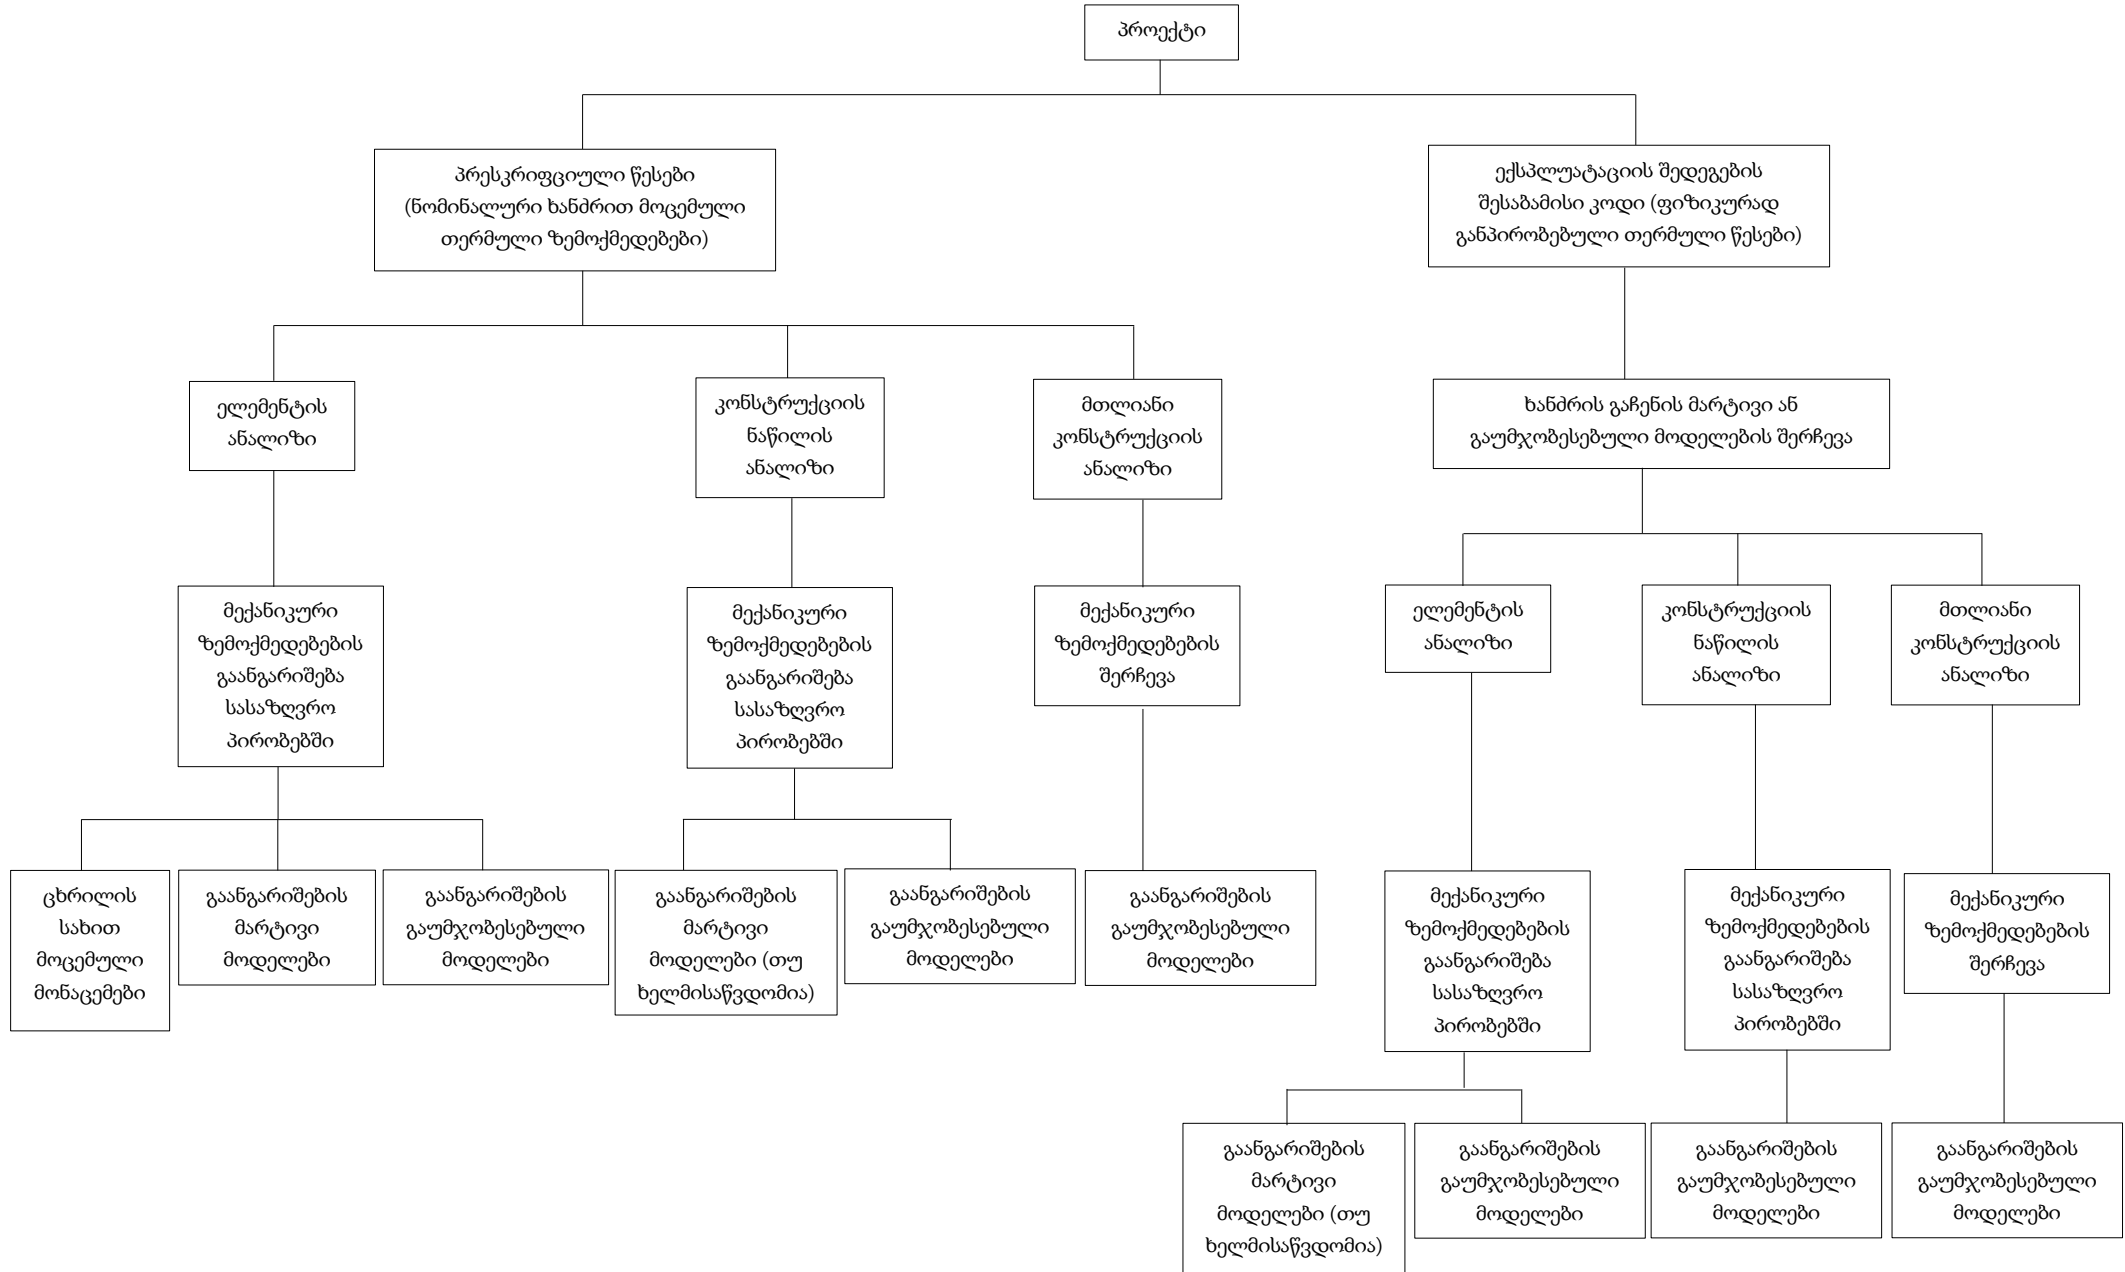 პროექტი
პრესკრიფციული წესები
(ნომინალური ხანძრით მოცემული
თერმული ზემოქმედებები)
ექსპლუატაციის შედეგების
შესაბამისი კოდი (ფიზიკურად
განპირობებული თერმული წესები)
ელემენტის
ანალიზი
კონსტრუქციის
ნაწილის
ანალიზი
მთლიანი
კონსტრუქციის
ანალიზი
ხანძრის გაჩენის მარტივი ან
გაუმჯობესებული მოდელების შერჩევა
მექანიკური
ზემოქმედებების
გაანგარიშება
სასაზღვრო
პირობებში
მექანიკური
ზემოქმედებების
გაანგარიშება
სასაზღვრო
პირობებში
მექანიკური
ზემოქმედებების
შერჩევა
ელემენტის
ანალიზი
კონსტრუქციის
ნაწილის
ანალიზი
მთლიანი
კონსტრუქციის
ანალიზი
ცხრილის
სახით
მოცემული
მონაცემები
გაანგარიშების
მარტივი
მოდელები
გაანგარიშების
გაუმჯობესებული
მოდელები
გაანგარიშების
მარტივი
მოდელები (თუ
ხელმისაწვდომია)
გაანგარიშების
გაუმჯობესებული
მოდელები
გაანგარიშების
გაუმჯობესებული
მოდელები
მექანიკური
ზემოქმედებების
გაანგარიშება
სასაზღვრო
პირობებში
მექანიკური
ზემოქმედებების
გაანგარიშება
სასაზღვრო
პირობებში
მექანიკური
ზემოქმედებების
შერჩევა
გაანგარიშების
მარტივი
მოდელები (თუ
ხელმისაწვდომია)
გაანგარიშების
გაუმჯობესებული
მოდელები
გაანგარიშების
გაუმჯობესებული
მოდელები
გაანგარიშების
გაუმჯობესებული
მოდელები